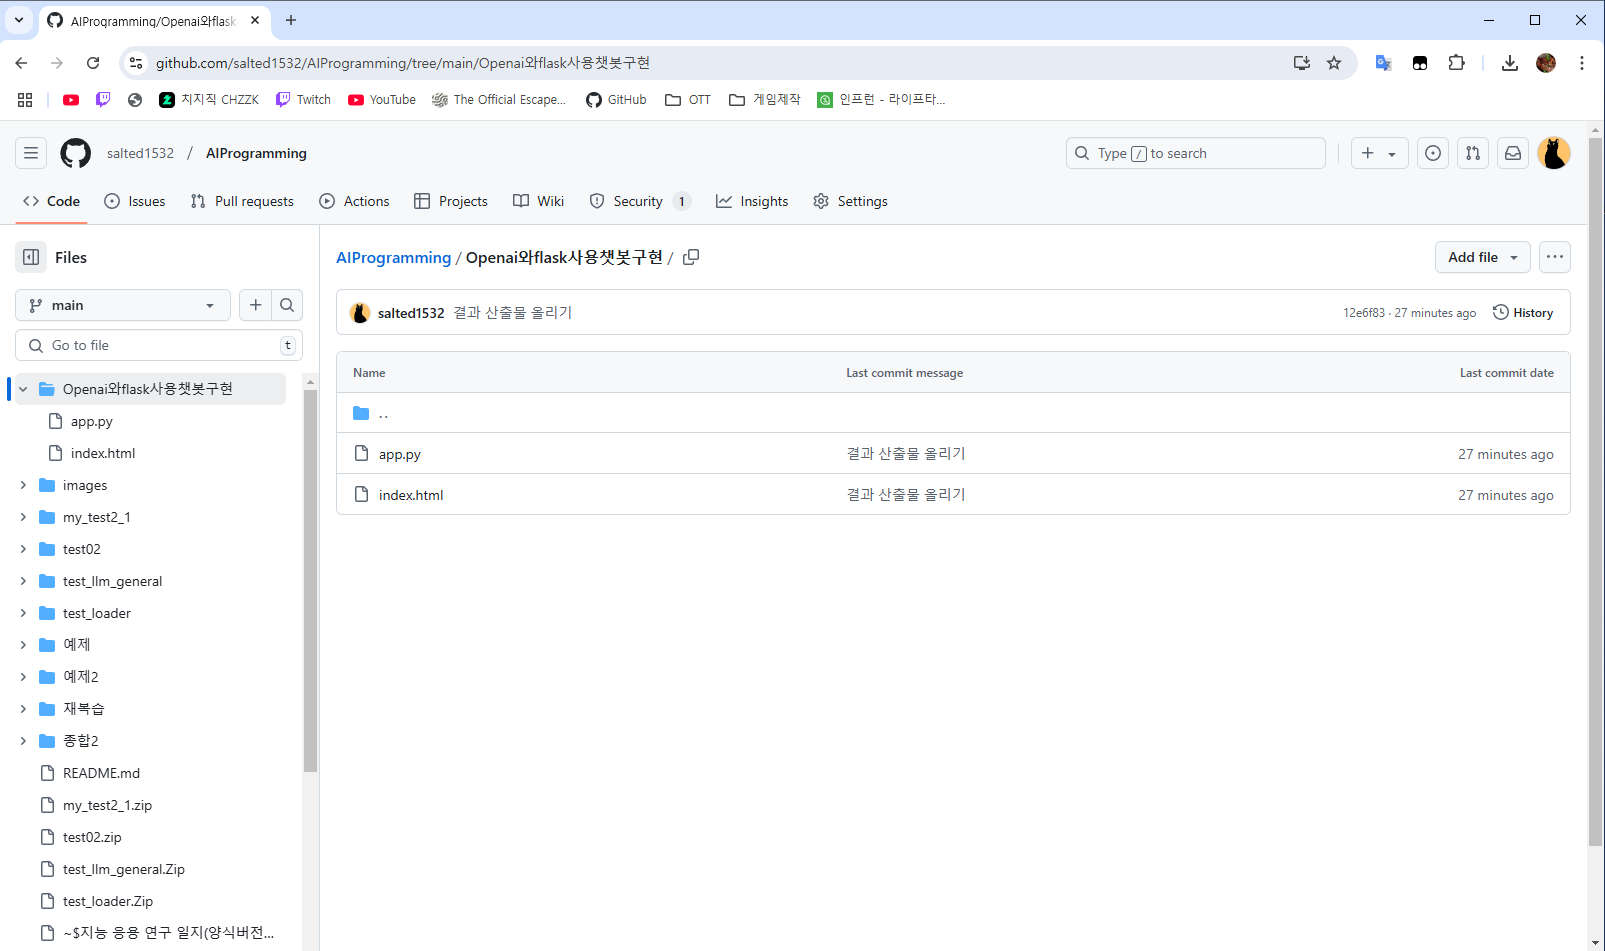 AIProgramming/Openai와flask
github.com/salted1532/AIProgramming/tree/main/Openai와flask사용챗봇구현
치지직 CHZZK
Twitch
YouTube
The Official Escape...
GitHub
OTT
게임제작
인프런 - 라이프타...
salted1532 / AIProgramming
Type / to search
Code
Issues
Pull requests
Actions
Projects
Wiki
Security 1
Insights
Settings
Files
main
Go to file
t
Openai와flask사용챗봇구현
app.py
index.html
images
my_test2_1
test02
test_llm_general
test_loader
예제
예제2
재복습
종합2
README.md
my_test2_1.zip
test02.zip
test_llm_general.Zip
test_loader.Zip
~$지능 응용 연구 일지(양식버전...
AIProgramming / Openai와flask사용챗봇구현 /
Add file
salted1532 결과 산출물 올리기
12e6f83 · 27 minutes ago
History
Name Last commit message Last commit date
..
app.py 결과 산출물 올리기 27 minutes ago
index.html 결과 산출물 올리기 27 minutes ago